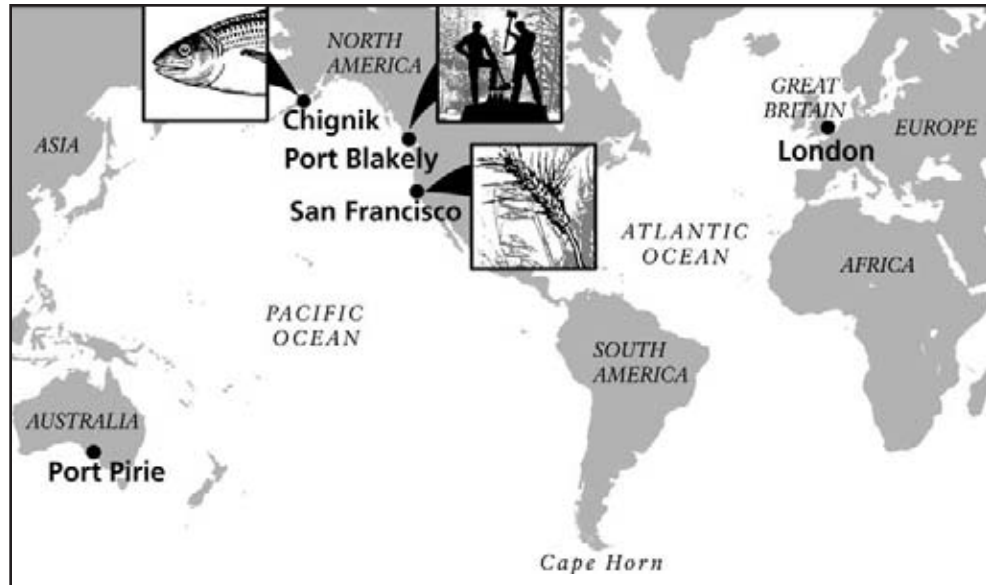 NORTH
AMERICA
GREAT
BRITAIN
EUROPE
ASIA
Chignik
Port Blakely
London
San Francisco
ATLANTIC
OCEAN
AFRICA
PACIFIC
OCEAN
SOUTH
AMERICA
AUSTRALIA
Port Pirie
Cape Horn